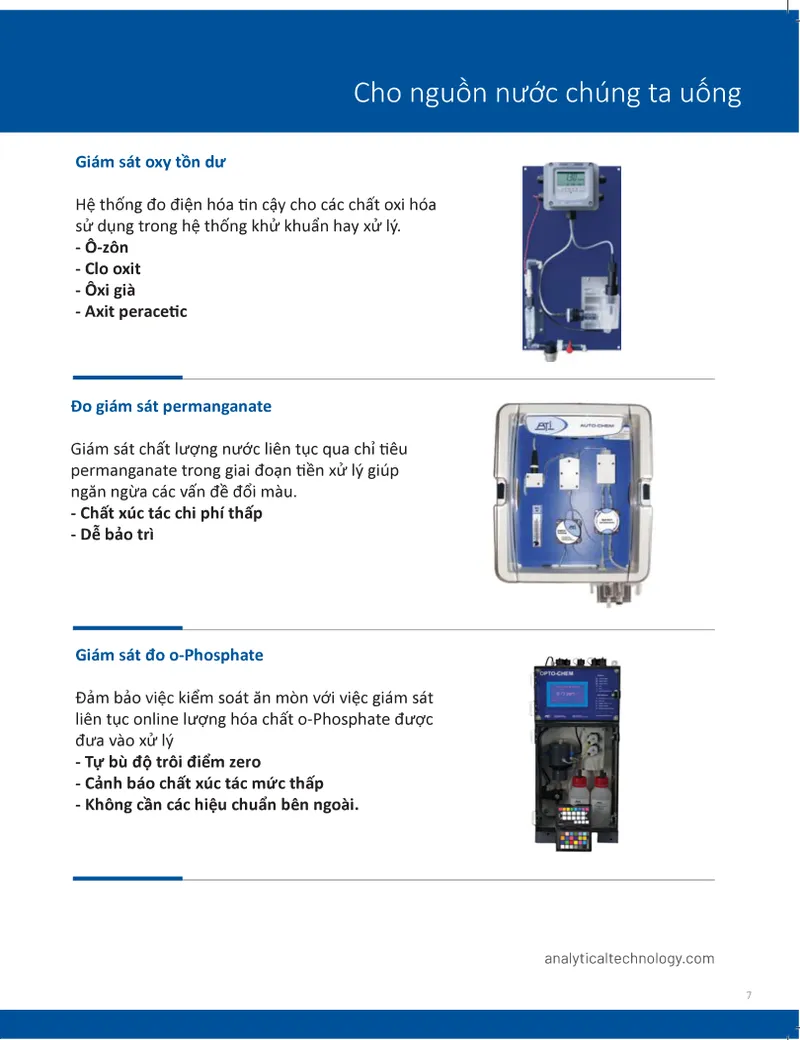 Cho nguồn nước chúng ta uống
Giám sát oxy tồn dư
Hệ thống đo điện hóa tin cậy cho các chất oxi hóa
sử dụng trong hệ thống khử khuẩn hay xử lý.
- Ô-zôn
- Clo oxit
- Ôxi già
- Axit peracetic
Đo giám sát permanganate
Giám sát chất lượng nước liên tục qua chỉ tiêu
permanganate trong giai đoạn tiền xử lý giúp
ngăn ngừa các vấn đề đổi màu.
- Chất xúc tác chi phí thấp
- Dễ bảo trì
ATI
AUTO-CHEM
Giám sát đo o-Phosphate
Đảm bảo việc kiểm soát ăn mòn với việc giám sát
liên tục online lượng hóa chất o-Phosphate được
đưa vào xử lý
- Tự bù độ trôi điểm zero
- Cảnh báo chất xúc tác mức thấp
- Không cần các hiệu chuẩn bên ngoài.
OPTO-CHEM
analyticaltechnology.com
7